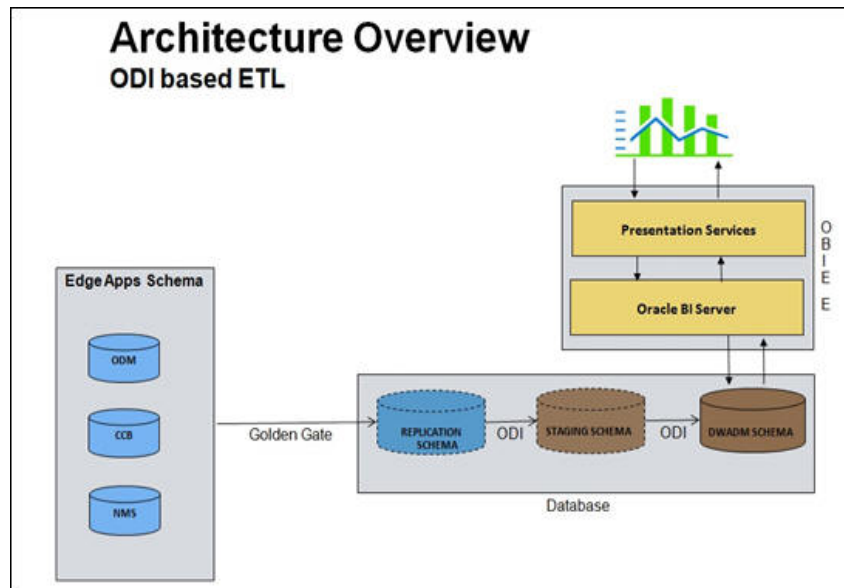 Architecture Overview
ODI based ETL
Presentation Services
Oracle BI Server
OBIEE E
Edge Apps Schema
ODM
CCB
NMS
Golden Gate
REPLICATION
SCHEMA
ODI
STAGING SCHEMA
ODI
DWADM SCHEMA
Database